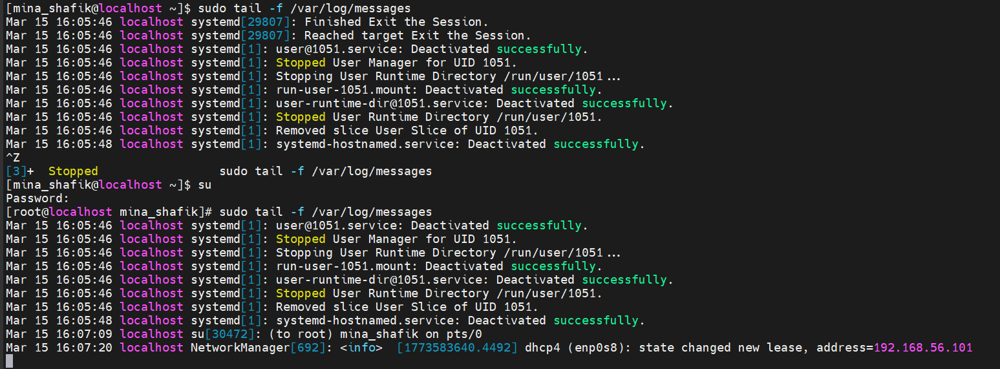 [mina_shafik@localhost ~]$ sudo tail -f /var/log/messages
Mar 15 16:05:46 localhost systemd[29807]: Finished Exit the Session.
Mar 15 16:05:46 localhost systemd[29807]: Reached target Exit the Session.
Mar 15 16:05:46 localhost systemd[1]: user@1051.service: Deactivated successfully.
Mar 15 16:05:46 localhost systemd[1]: Stopped User Manager for UID 1051.
Mar 15 16:05:46 localhost systemd[1]: Stopping User Runtime Directory /run/user/1051...
Mar 15 16:05:46 localhost systemd[1]: run-user-1051.mount: Deactivated successfully.
Mar 15 16:05:46 localhost systemd[1]: user-runtime-dir@1051.service: Deactivated successfully.
Mar 15 16:05:46 localhost systemd[1]: Stopped User Runtime Directory /run/user/1051.
Mar 15 16:05:46 localhost systemd[1]: Removed slice User Slice of UID 1051.
Mar 15 16:05:48 localhost systemd[1]: systemd-hostnamed.service: Deactivated successfully.
^Z
[3]+  Stopped                 sudo tail -f /var/log/messages
[mina_shafik@localhost ~]$ su
Password:
[root@localhost mina_shafik]# sudo tail -f /var/log/messages
Mar 15 16:05:46 localhost systemd[1]: user@1051.service: Deactivated successfully.
Mar 15 16:05:46 localhost systemd[1]: Stopped User Manager for UID 1051.
Mar 15 16:05:46 localhost systemd[1]: Stopping User Runtime Directory /run/user/1051...
Mar 15 16:05:46 localhost systemd[1]: run-user-1051.mount: Deactivated successfully.
Mar 15 16:05:46 localhost systemd[1]: user-runtime-dir@1051.service: Deactivated successfully.
Mar 15 16:05:46 localhost systemd[1]: Stopped User Runtime Directory /run/user/1051.
Mar 15 16:05:46 localhost systemd[1]: Removed slice User Slice of UID 1051.
Mar 15 16:05:48 localhost systemd[1]: systemd-hostnamed.service: Deactivated successfully.
Mar 15 16:07:09 localhost su[30472]: (to root) mina_shafik on pts/0
Mar 15 16:07:20 localhost NetworkManager[692]: <info>  [1773583640.4492] dhcp4 (enp0s8): state changed new lease, address=192.168.56.101